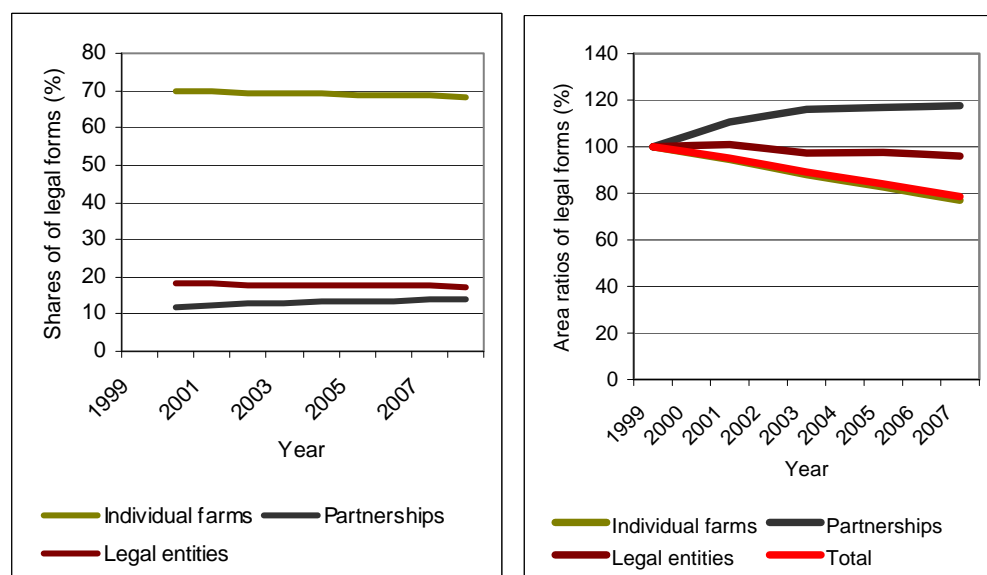 Shares of of legal forms (%)
80
70
60
50
40
30
20
10
0
1999
2001
2003
2005
2007
Year
Individual farms
Partnerships
Legal entities
Area ratios of legal forms (%)
140
120
100
80
60
40
20
0
1999
2000
2001
2002
2003
2004
2005
2006
2007
Year
Individual farms
Partnerships
Legal entities
Total